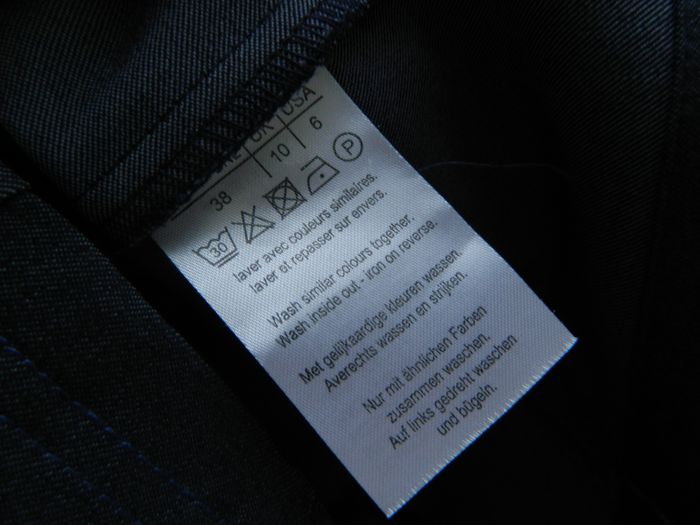 UK USA
38 10 6
30 P
laver avec couleurs similaires.
laver et repasser sur envers.
Wash similar colours together.
Wash inside out - iron on reverse.
Met gelijkaardige kleuren wassen.
Averechts wassen en strijken.
Nur mit ähnlichen Farben
zusammen waschen.
Auf links gedreht waschen
und bügeln.